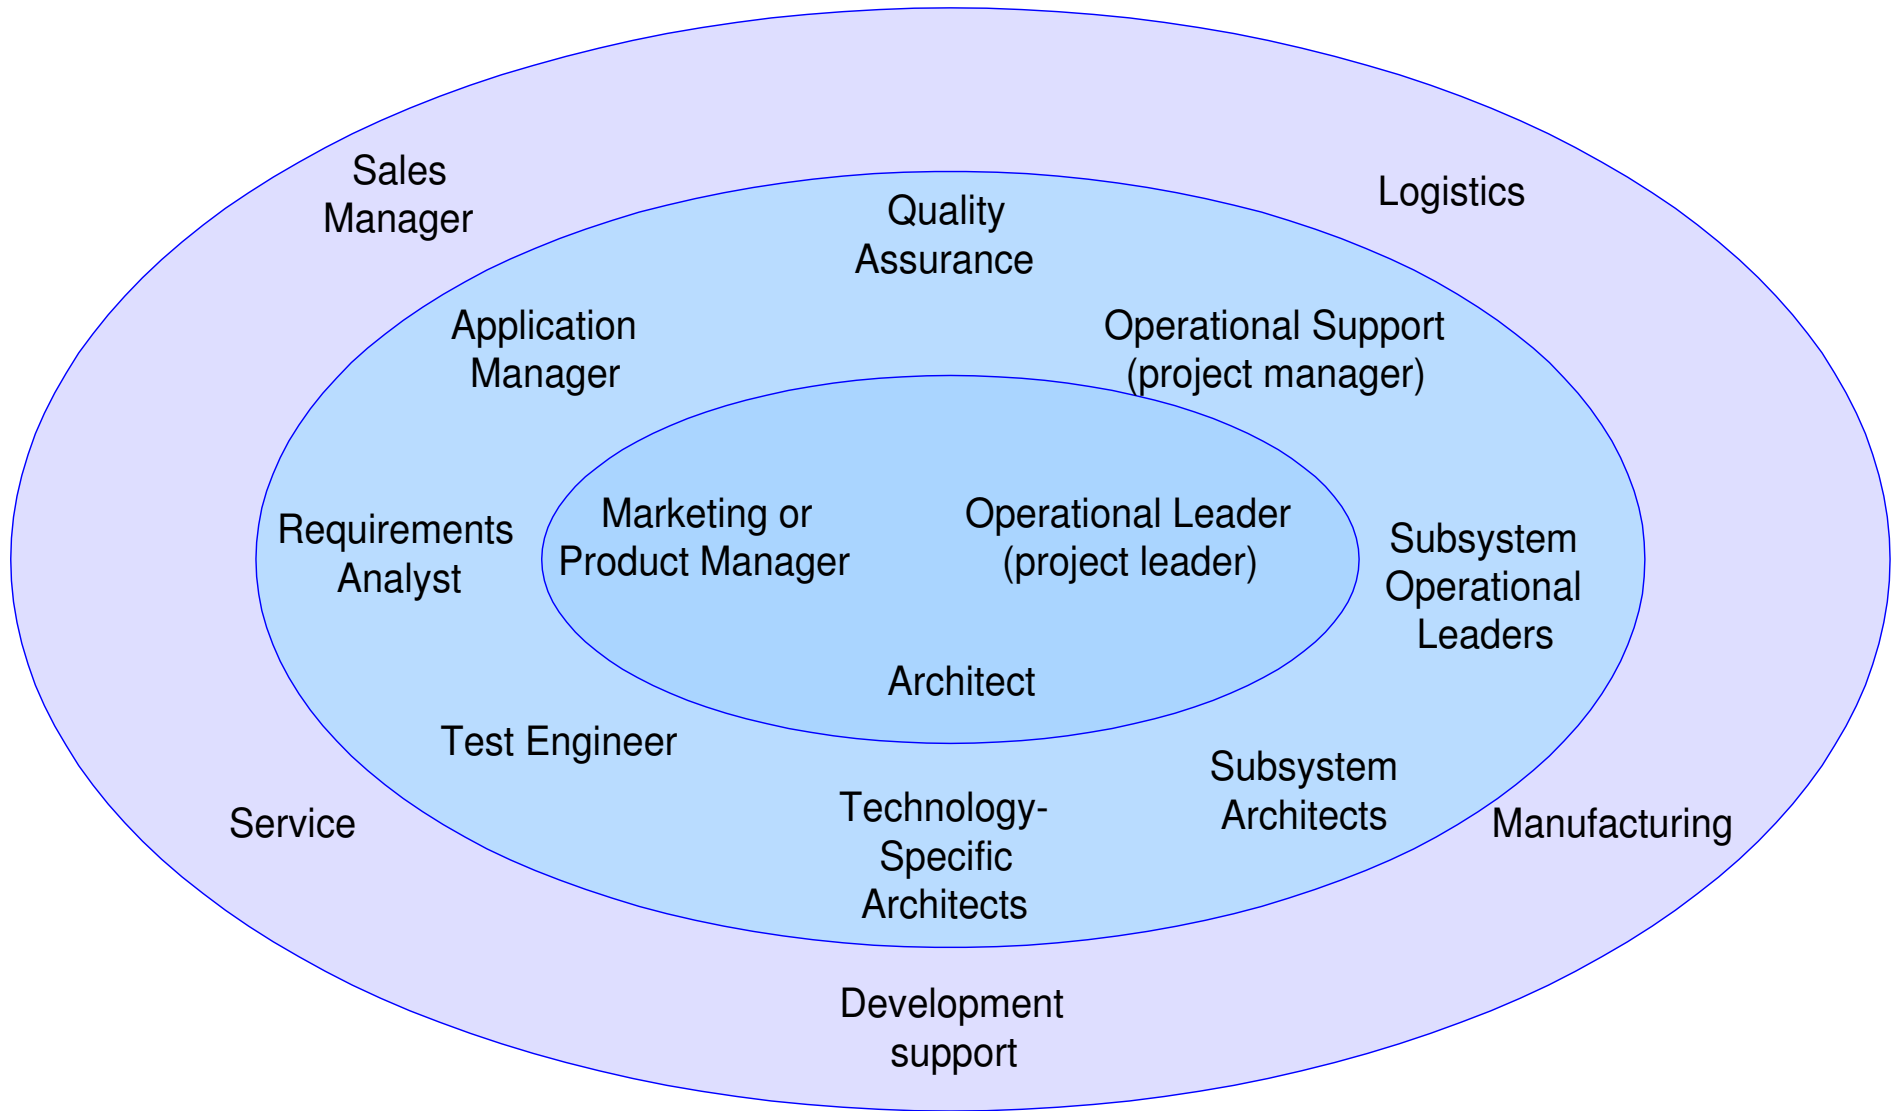 Sales
Manager
Logistics
Quality
Assurance
Application
Manager
Operational Support
(project manager)
Requirements
Analyst
Marketing or
Product Manager
Operational Leader
(project leader)
Subsystem
Operational
Leaders
Architect
Test Engineer
Subsystem
Architects
Technology-
Specific
Architects
Service
Manufacturing
Development
support